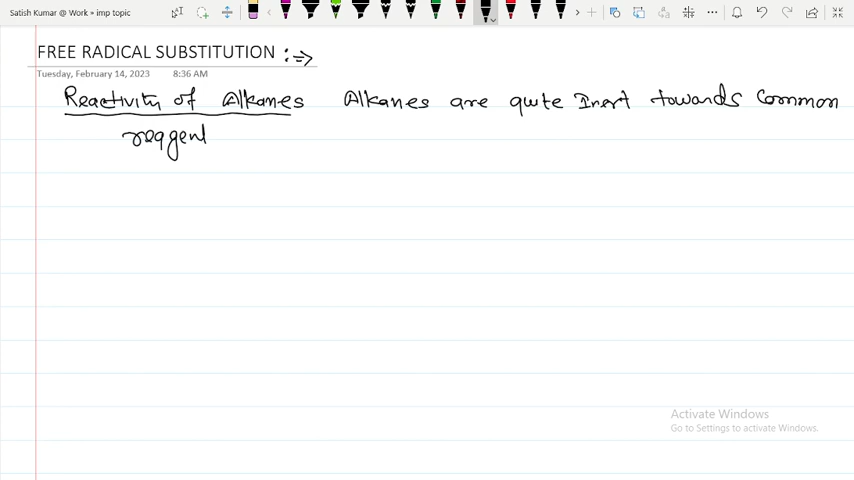 Satish Kumar @ Work » imp topic
FREE RADICAL SUBSTITUTION :⇒
Tuesday, February 14, 2023 8:36 AM
Reactivity of Alkanes Alkanes are quite Inert towards Common
reagent
Activate Windows
Go to Settings to activate Windows.